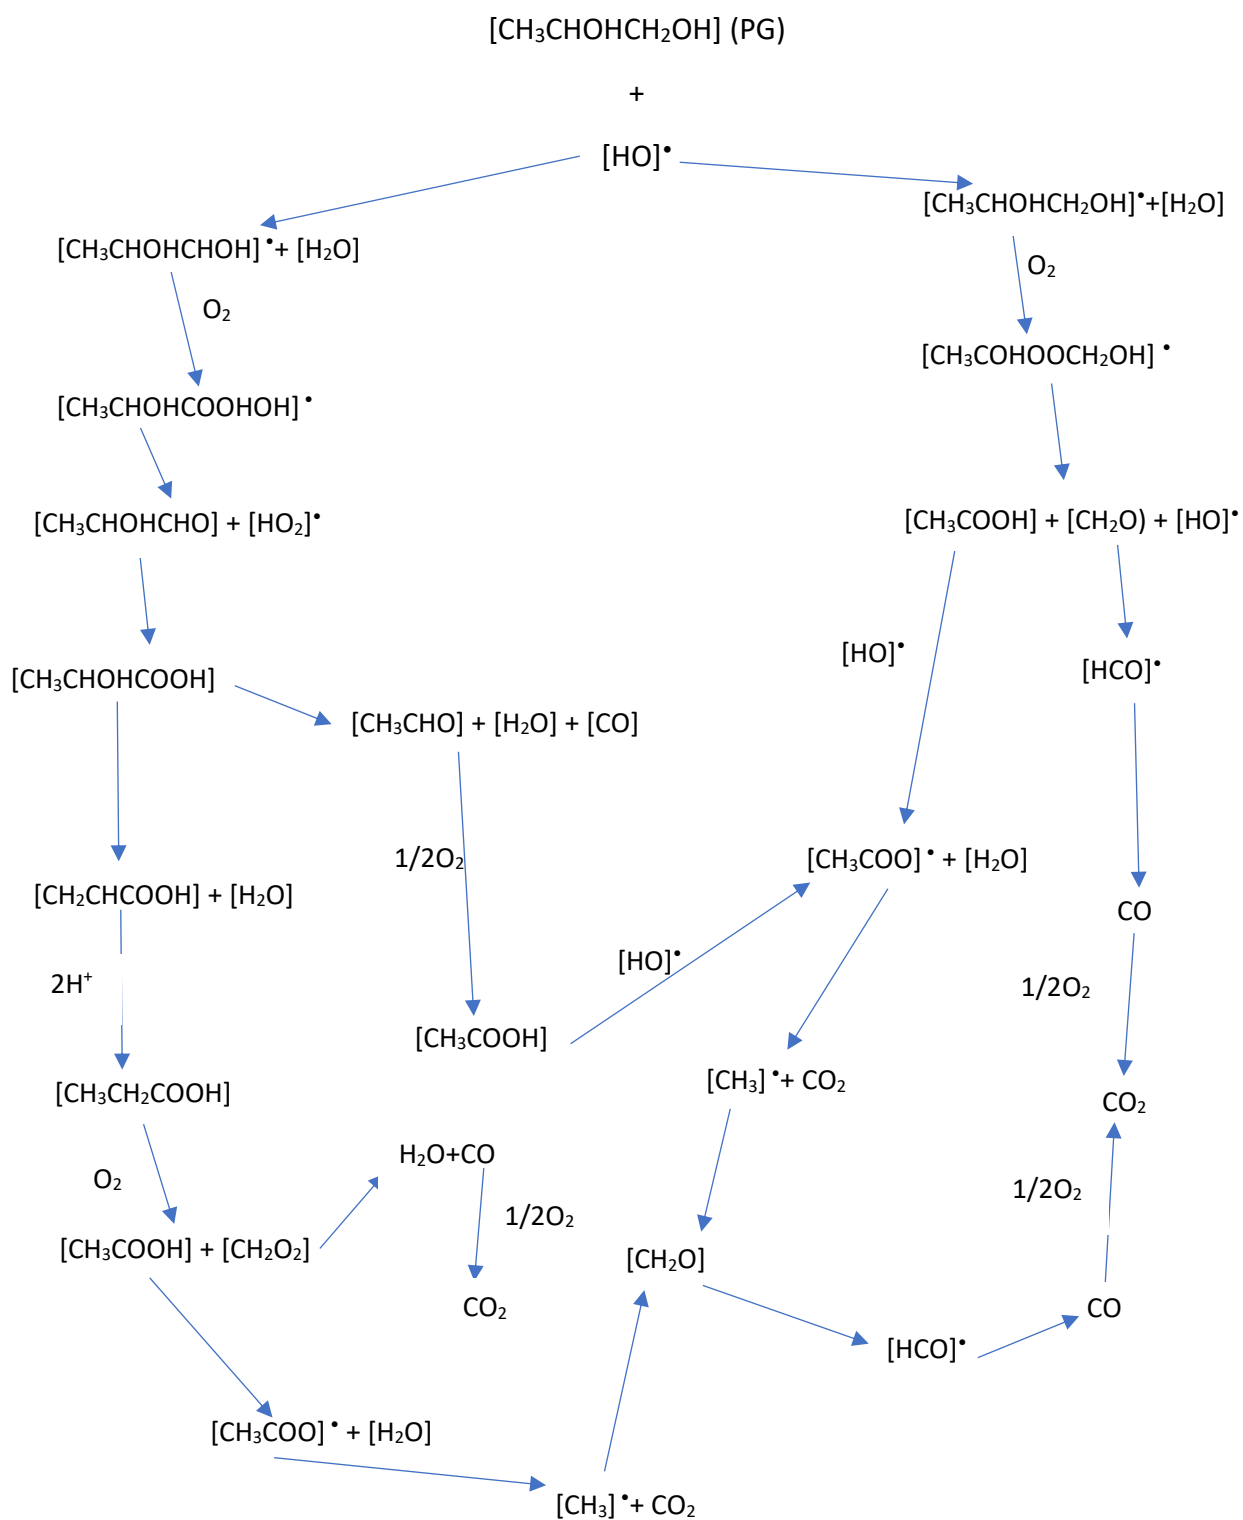 [CH₃CHOHCH₂OH] (PG)
+
[HO]•
[CH₃CHOHCH₂OH]•+[H₂O]
[CH₃CHOHCHOH] •+ [H₂O]
O₂
O₂
[CH₃COHOOCH₂OH] •
[CH₃CHOHCOOHOH] •
[CH₃CHOHCHO] + [HO₂]•
[CH₃COOH] + [CH₂O) + [HO]•
[HO]•
[HCO]•
[CH₃CHOHCOOH]
[CH₃CHO] + [H₂O] + [CO]
1/2O₂
[CH₃COO] • + [H₂O]
[CH₂CHCOOH] + [H₂O]
CO
[HO]•
2H⁺
1/2O₂
[CH₃COOH]
[CH₃] •+ CO₂
[CH₃CH₂COOH]
CO₂
H₂O+CO
O₂
1/2O₂
1/2O₂
[CH₃COOH] + [CH₂O₂]
[CH₂O]
CO₂
CO
[HCO]•
[CH₃COO] • + [H₂O]
[CH₃] •+ CO₂